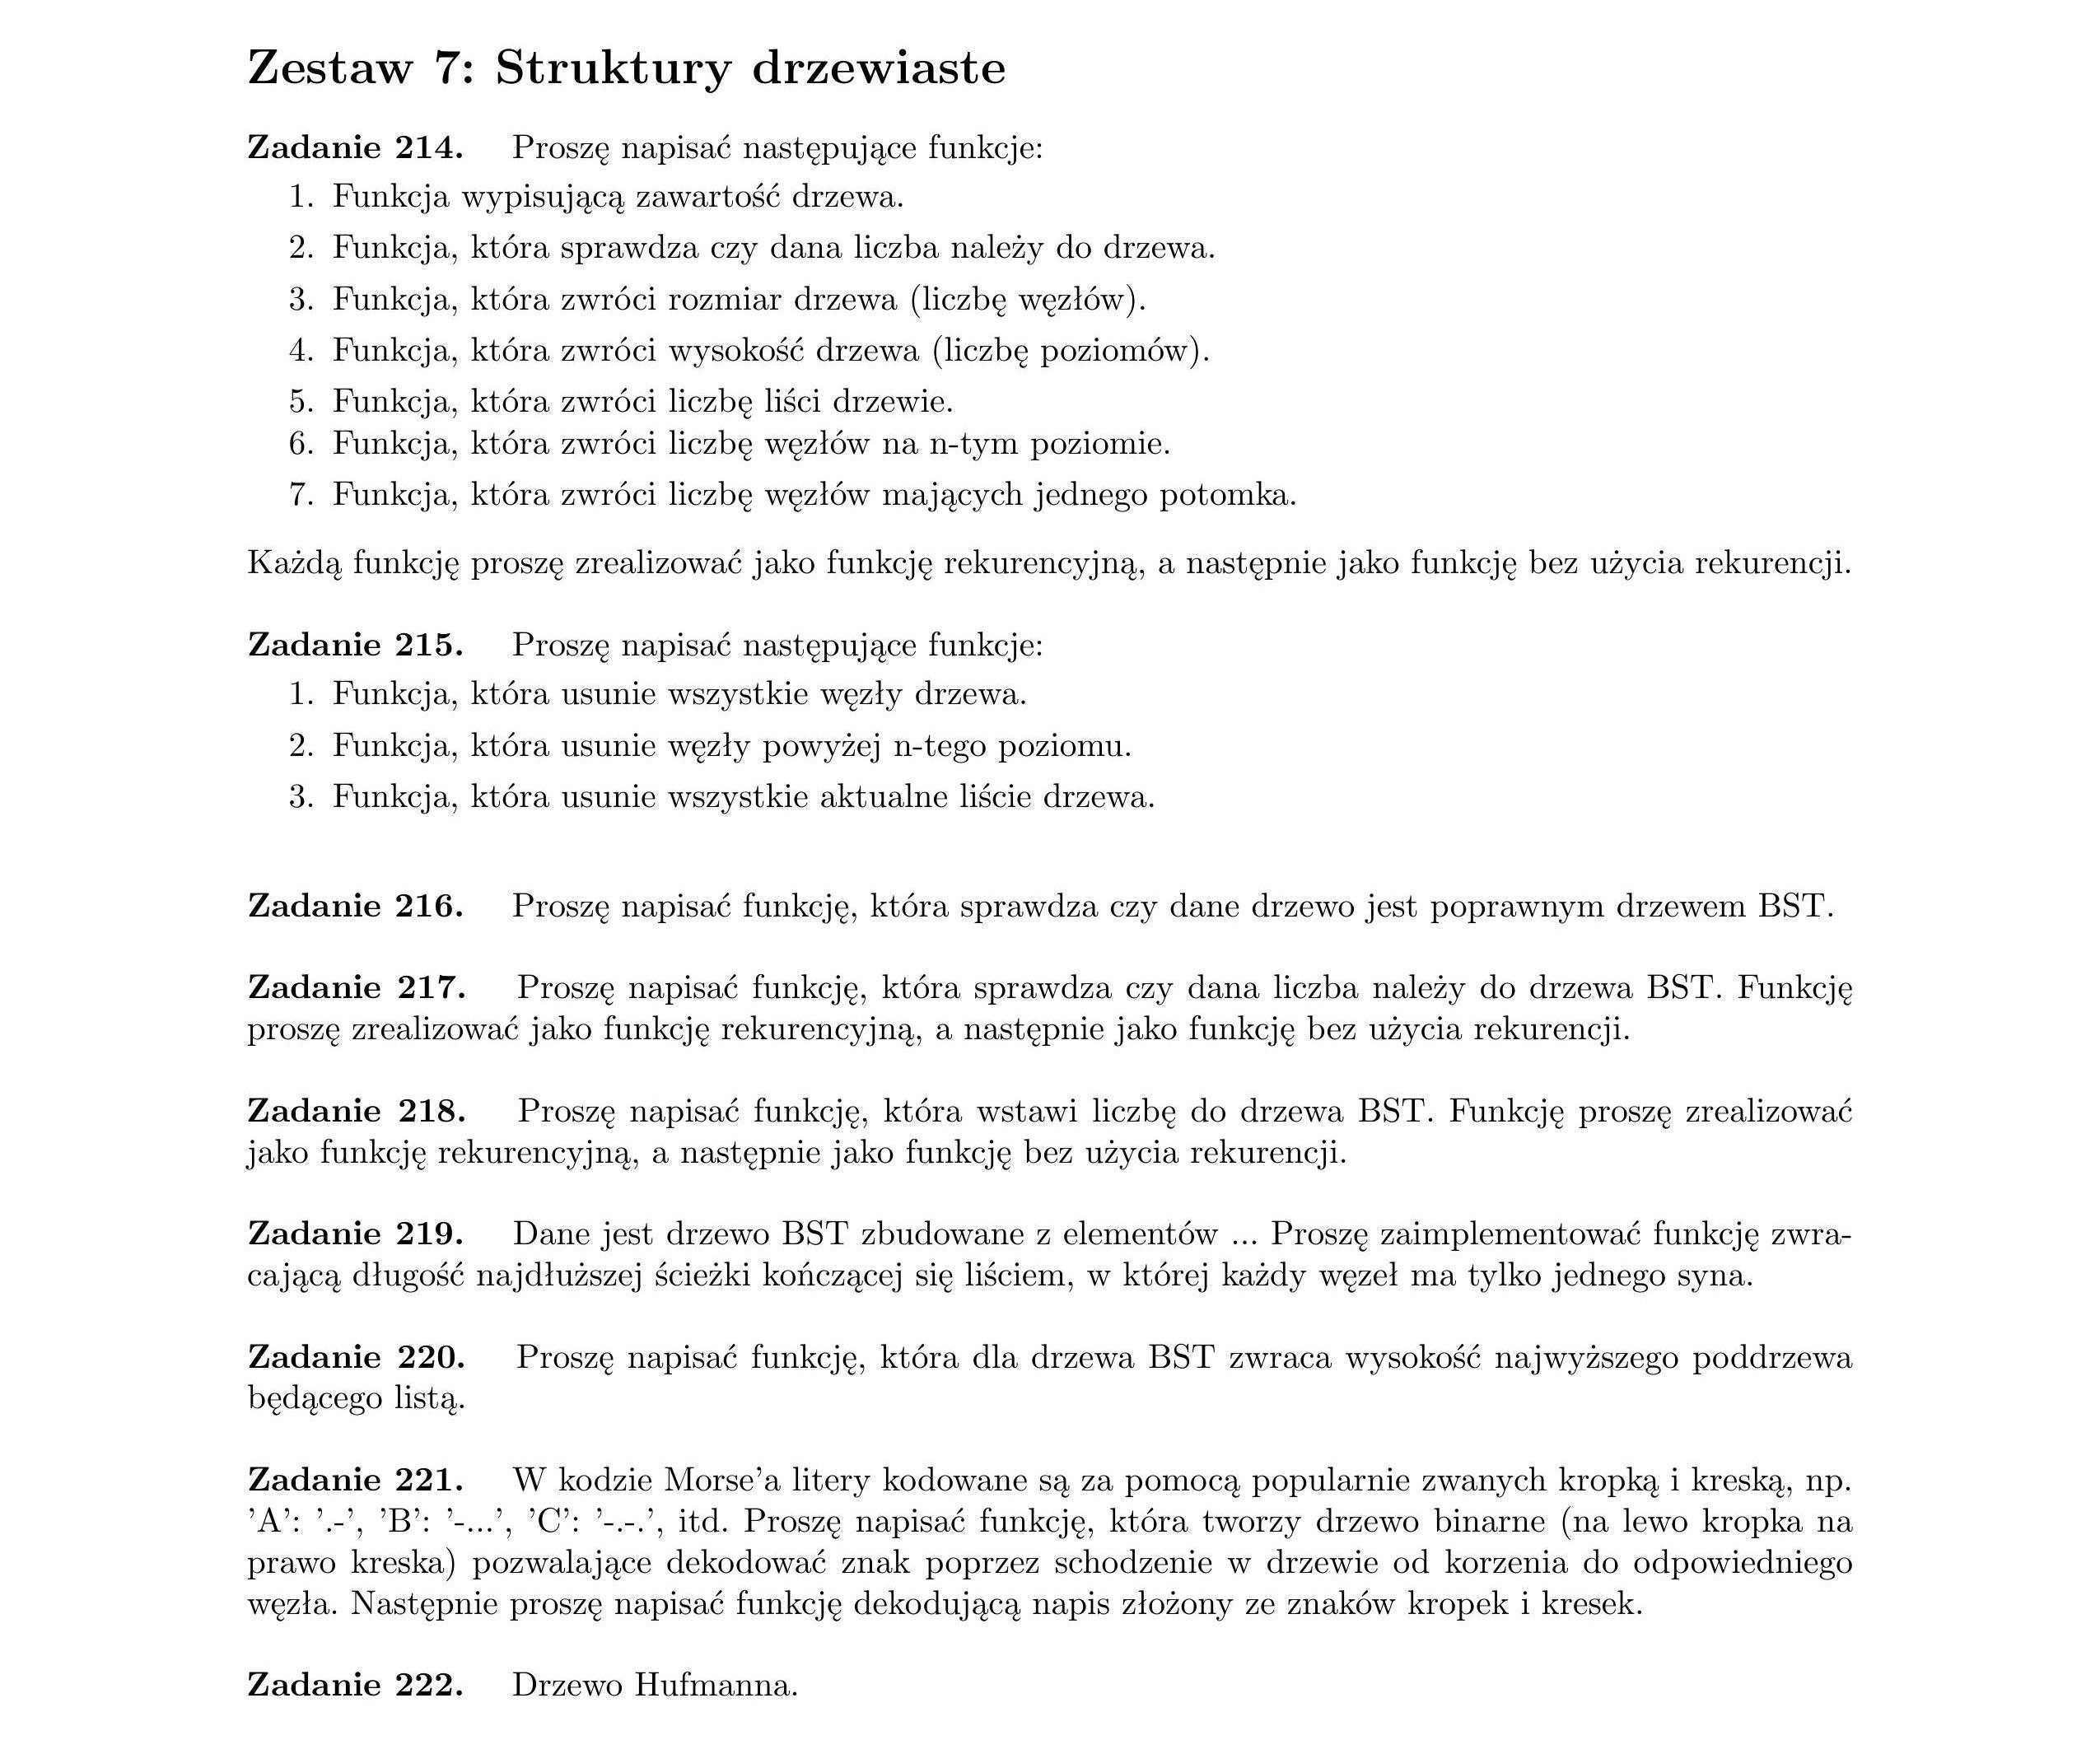 Zestaw 7: Struktury drzewiaste
Zadanie 214. Proszę napisać następujące funkcje:
1. Funkcja wypisującą zawartość drzewa.
2. Funkcja, która sprawdza czy dana liczba należy do drzewa.
3. Funkcja, która zwróci rozmiar drzewa (liczbę węzłów).
4. Funkcja, która zwróci wysokość drzewa (liczbę poziomów).
5. Funkcja, która zwróci liczbę liści drzewie.
6. Funkcja, która zwróci liczbę węzłów na n-tym poziomie.
7. Funkcja, która zwróci liczbę węzłów mających jednego potomka.
Każdą funkcję proszę zrealizować jako funkcję rekurencyjną, a następnie jako funkcję bez użycia rekurencji.
Zadanie 215. Proszę napisać następujące funkcje:
1. Funkcja, która usunie wszystkie węzły drzewa.
2. Funkcja, która usunie węzły powyżej n-tego poziomu.
3. Funkcja, która usunie wszystkie aktualne liście drzewa.
Zadanie 216. Proszę napisać funkcję, która sprawdza czy dane drzewo jest poprawnym drzewem BST.
Zadanie 217. Proszę napisać funkcję, która sprawdza czy dana liczba należy do drzewa BST. Funkcję
proszę zrealizować jako funkcję rekurencyjną, a następnie jako funkcję bez użycia rekurencji.
Zadanie 218. Proszę napisać funkcję, która wstawi liczbę do drzewa BST. Funkcję proszę zrealizować
jako funkcję rekurencyjną, a następnie jako funkcję bez użycia rekurencji.
Zadanie 219. Dane jest drzewo BST zbudowane z elementów ... Proszę zaimplementować funkcję zwra-
cającą długość najdłuższej ścieżki kończącej się liściem, w której każdy węzeł ma tylko jednego syna.
Zadanie 220. Proszę napisać funkcję, która dla drzewa BST zwraca wysokość najwyższego poddrzewa
będącego listą.
Zadanie 221. W kodzie Morse'a litery kodowane są za pomocą popularnie zwanych kropką i kreską, np.
'A': '.-', 'B': '-...', 'C': '-.-.', itd. Proszę napisać funkcję, która tworzy drzewo binarne (na lewo kropka na
prawo kreska) pozwalające dekodować znak poprzez schodzenie w drzewie od korzenia do odpowiedniego
węzła. Następnie proszę napisać funkcję dekodującą napis złożony ze znaków kropek i kresek.
Zadanie 222. Drzewo Hufmanna.